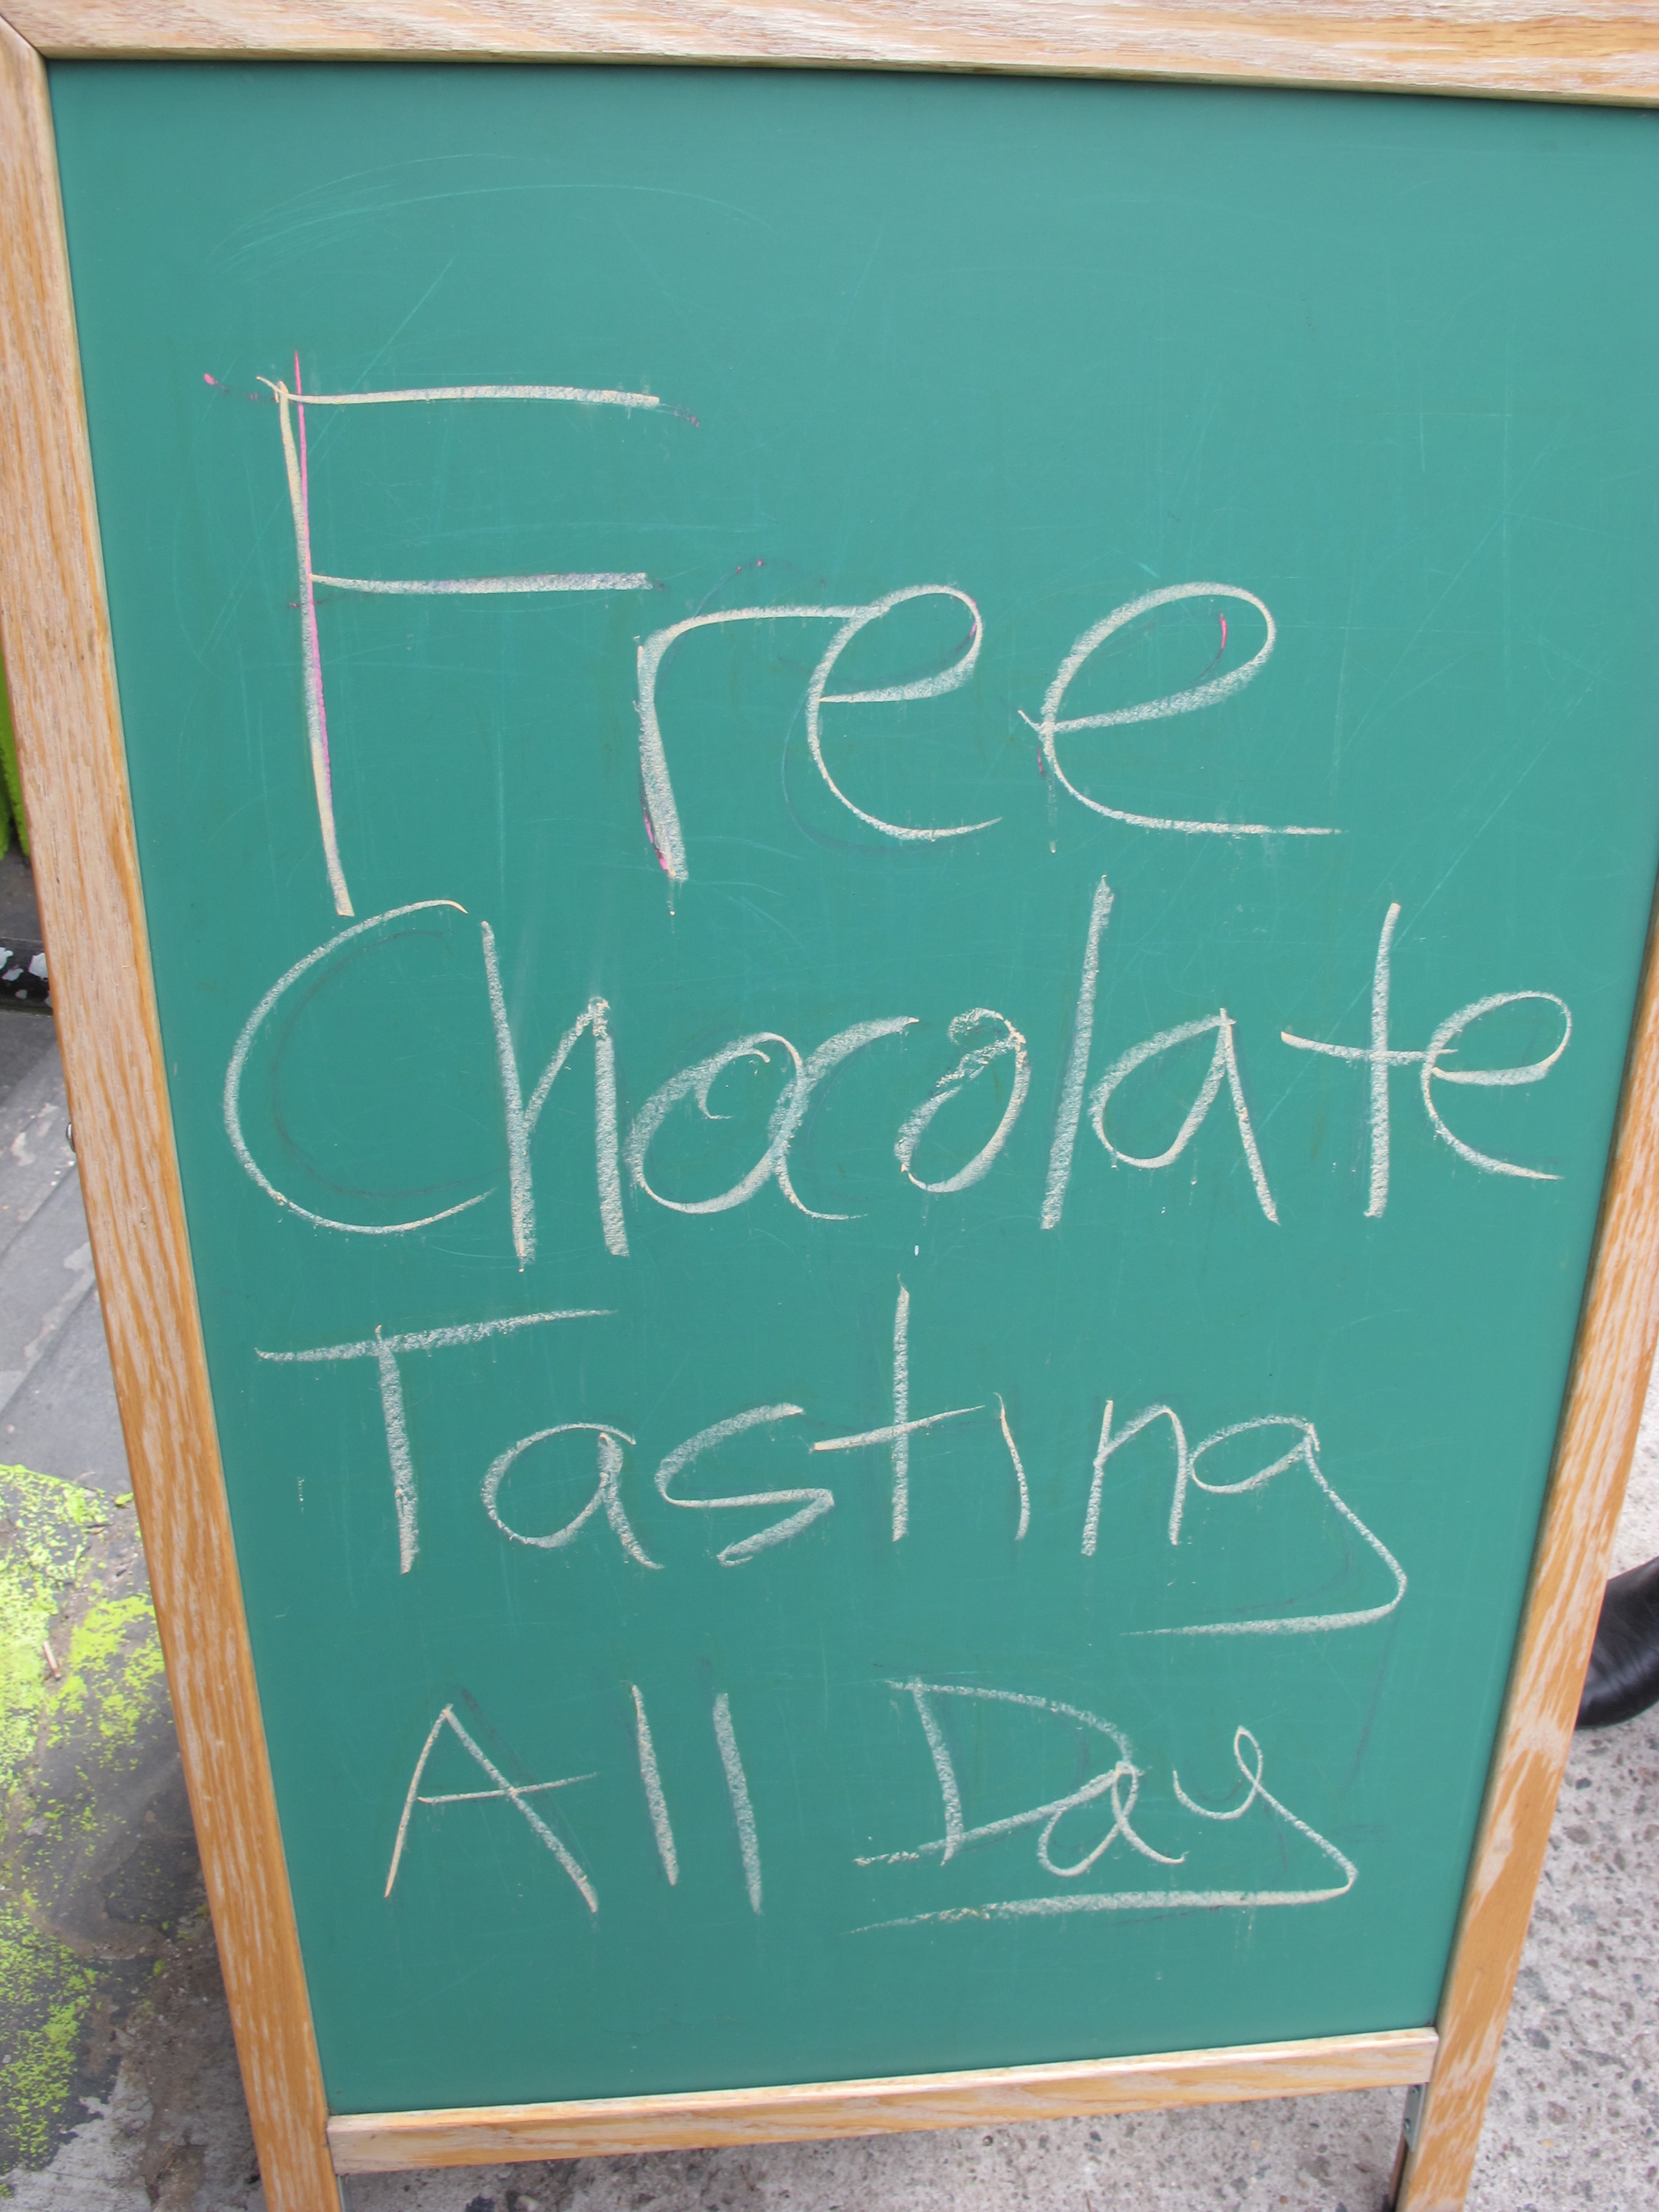 Free
Chocolate
Tasting
All Day